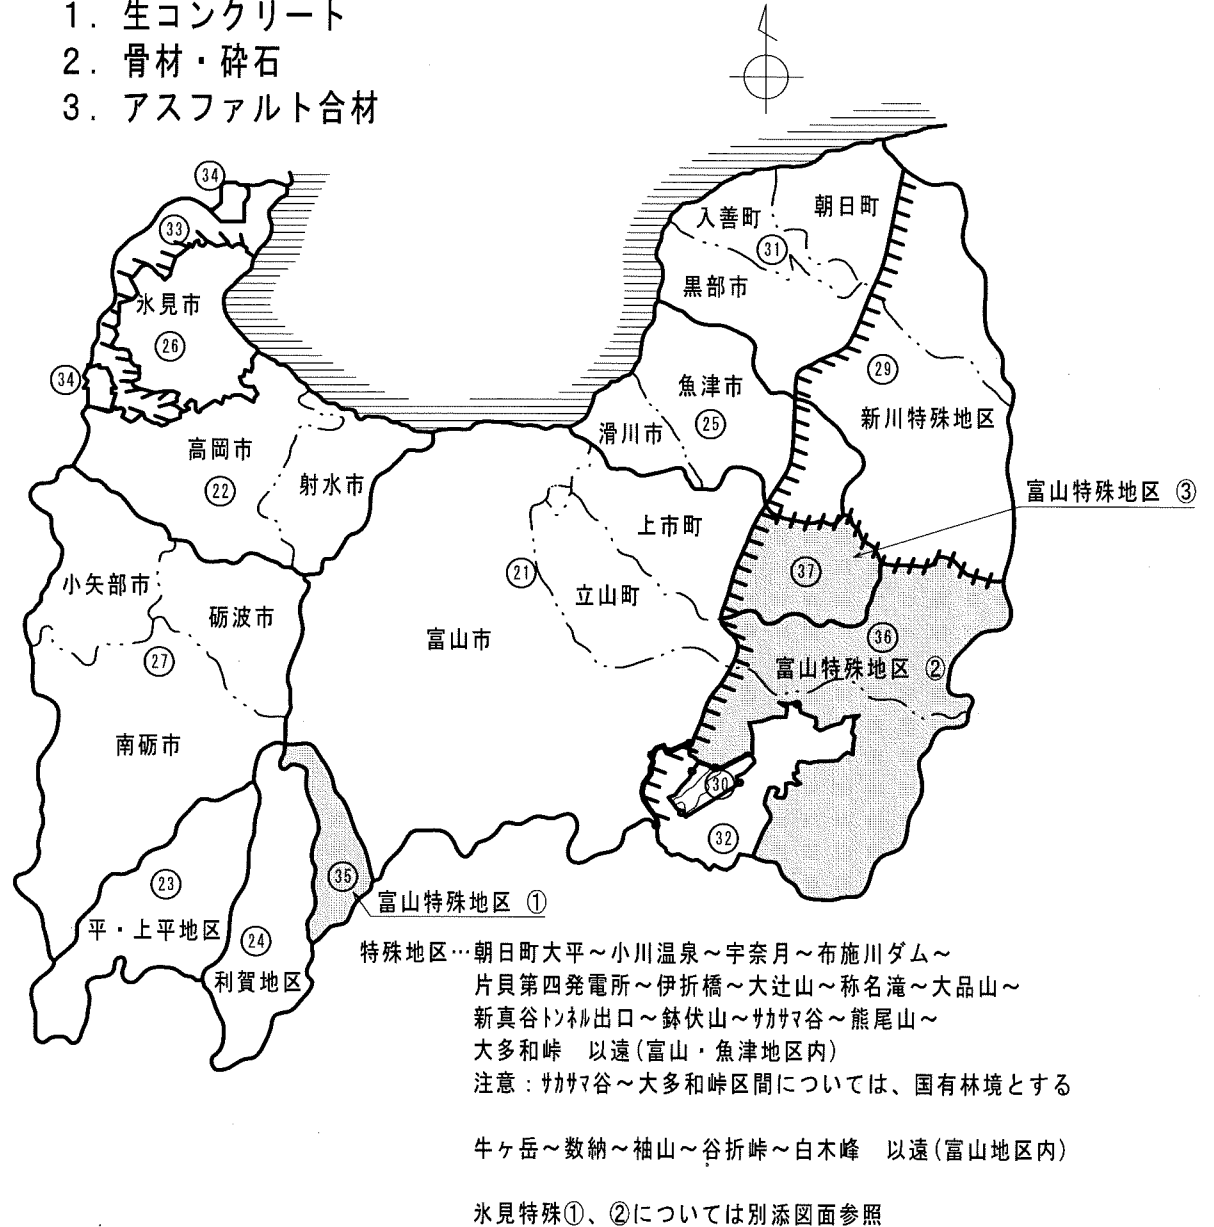 1. 生コンクリート
2. 骨材・砕石
3. アスファルト合材
34
33
氷見市
26
34
高岡市
22
射水市
入善町
朝日町
31
黒部市
29
新川特殊地区
魚津市
25
滑川市
富山特殊地区 ③
上市町
21
立山町
37
36
富山特殊地区 ②
小矢部市
砺波市
27
富山市
南砺市
30
32
23
平・上平地区
24
利賀地区
35
富山特殊地区 ①
特殊地区…朝日町大平～小川温泉～宇奈月～布施川ダム～
片貝第四発電所～伊折橋～大辻山～称名滝～大品山～
新真谷ﾄﾝﾈﾙ出口～鉢伏山～ｻｶｻﾏ谷～熊尾山～
大多和峠　以遠(富山・魚津地区内)
注意：ｻｶｻﾏ谷～大多和峠区間については、国有林境とする
牛ヶ岳～数納～袖山～谷折峠～白木峰　以遠(富山地区内)
氷見特殊①、②については別添図面参照